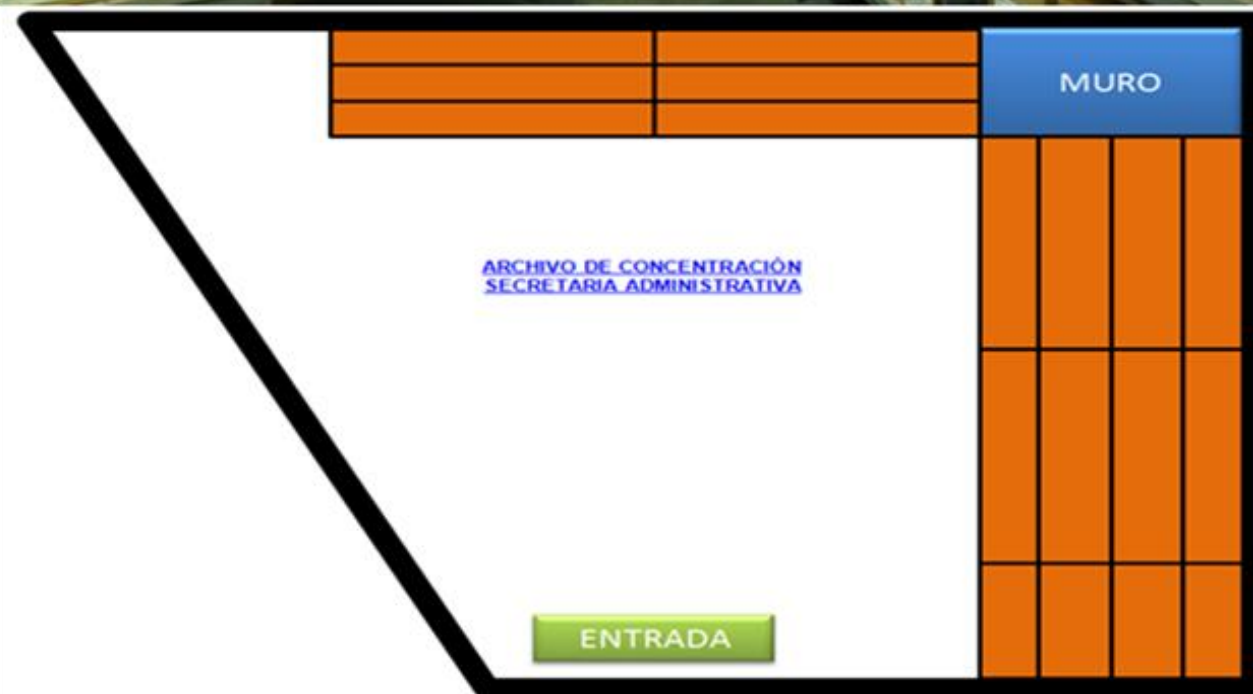 MURO
ARCHIVO DE CONCENTRACIÓN
SECRETARIA ADMINISTRATIVA
ENTRADA